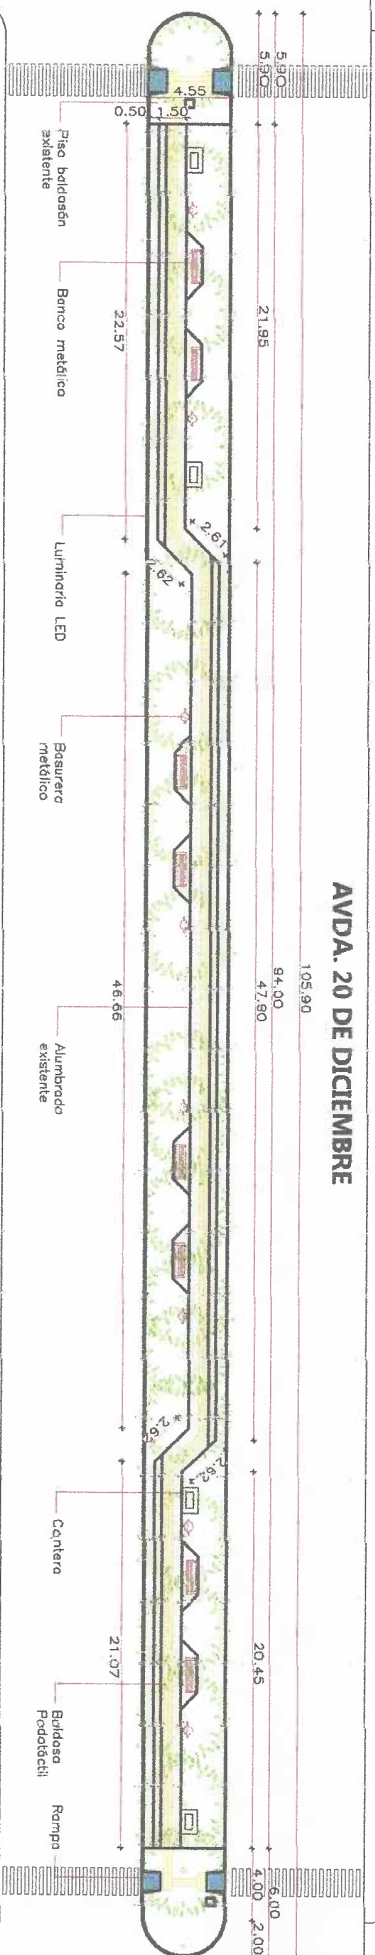 AVDA. 20 DE DICIEMBRE
105.90
94.00
5.90
5.90
21.95
47.90
20.45
6.00
4.00
2.00
4.55
0.50
1.50
2.61
2.62
2.62
22.57
46.66
21.07
Piso baldosón
existente
Banco metálico
Luminaria LED
Basurero
metálico
Alumbrado
existente
Cantero
Baldosa
Podotáctil
Rampa